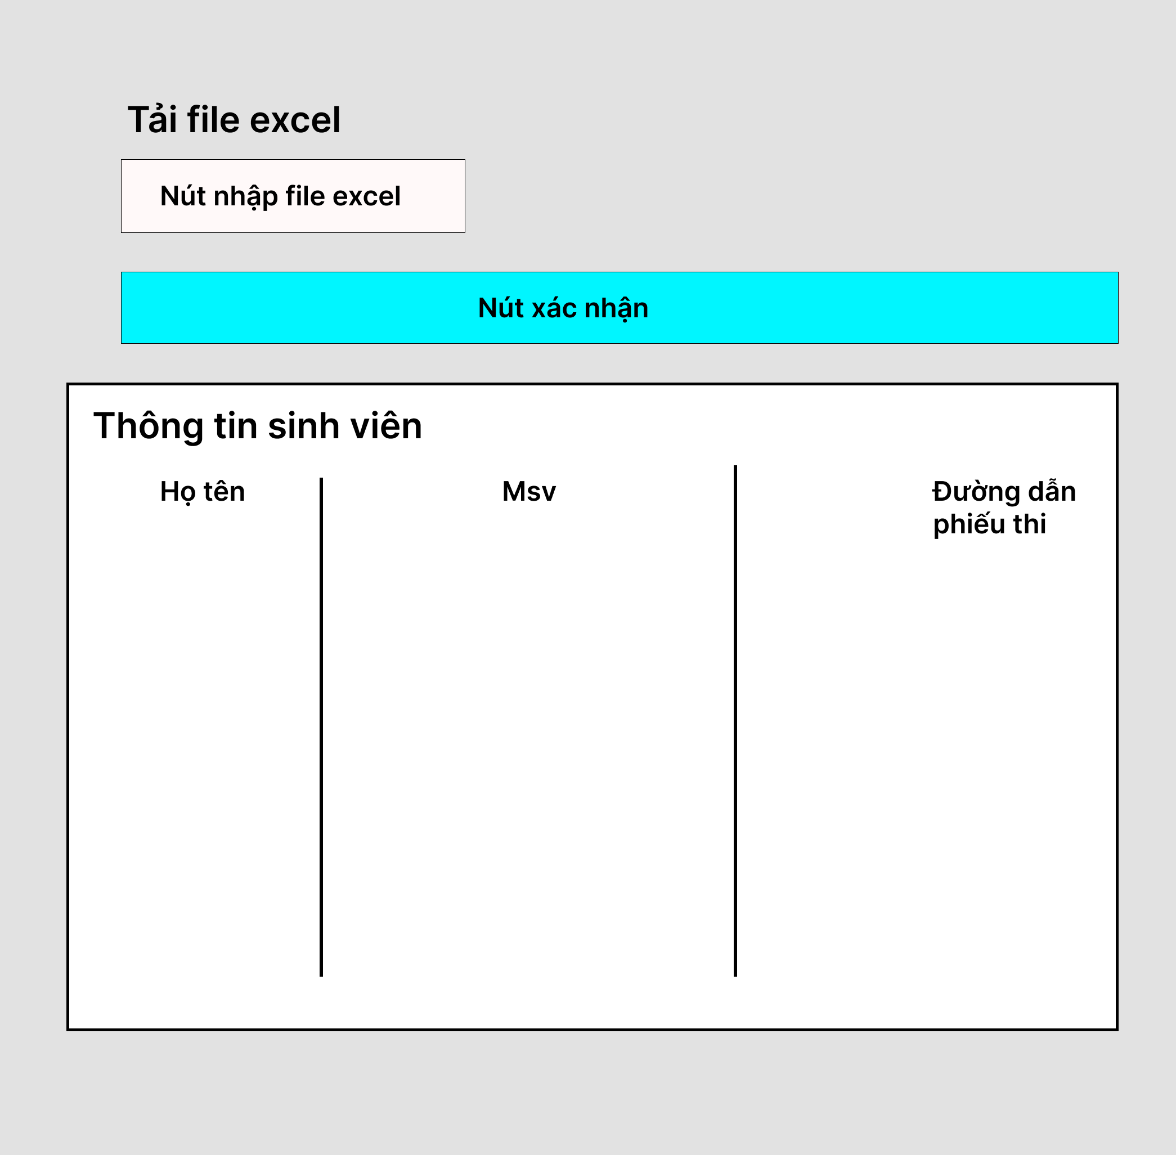 Tải file excel
Nút nhập file excel
Nút xác nhận
Thông tin sinh viên
Họ tên
Msv
Đường dẫn
phiếu thi